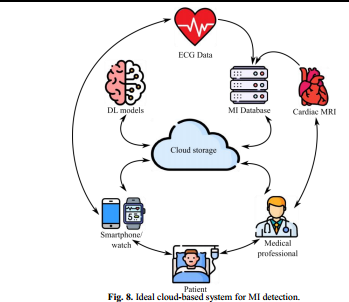 ECG Data
DL models
MI Database
Cardiac MRI
Cloud storage
Smartphone/
watch
Medical
professional
Patient
Fig. 8. Ideal cloud-based system for MI detection.